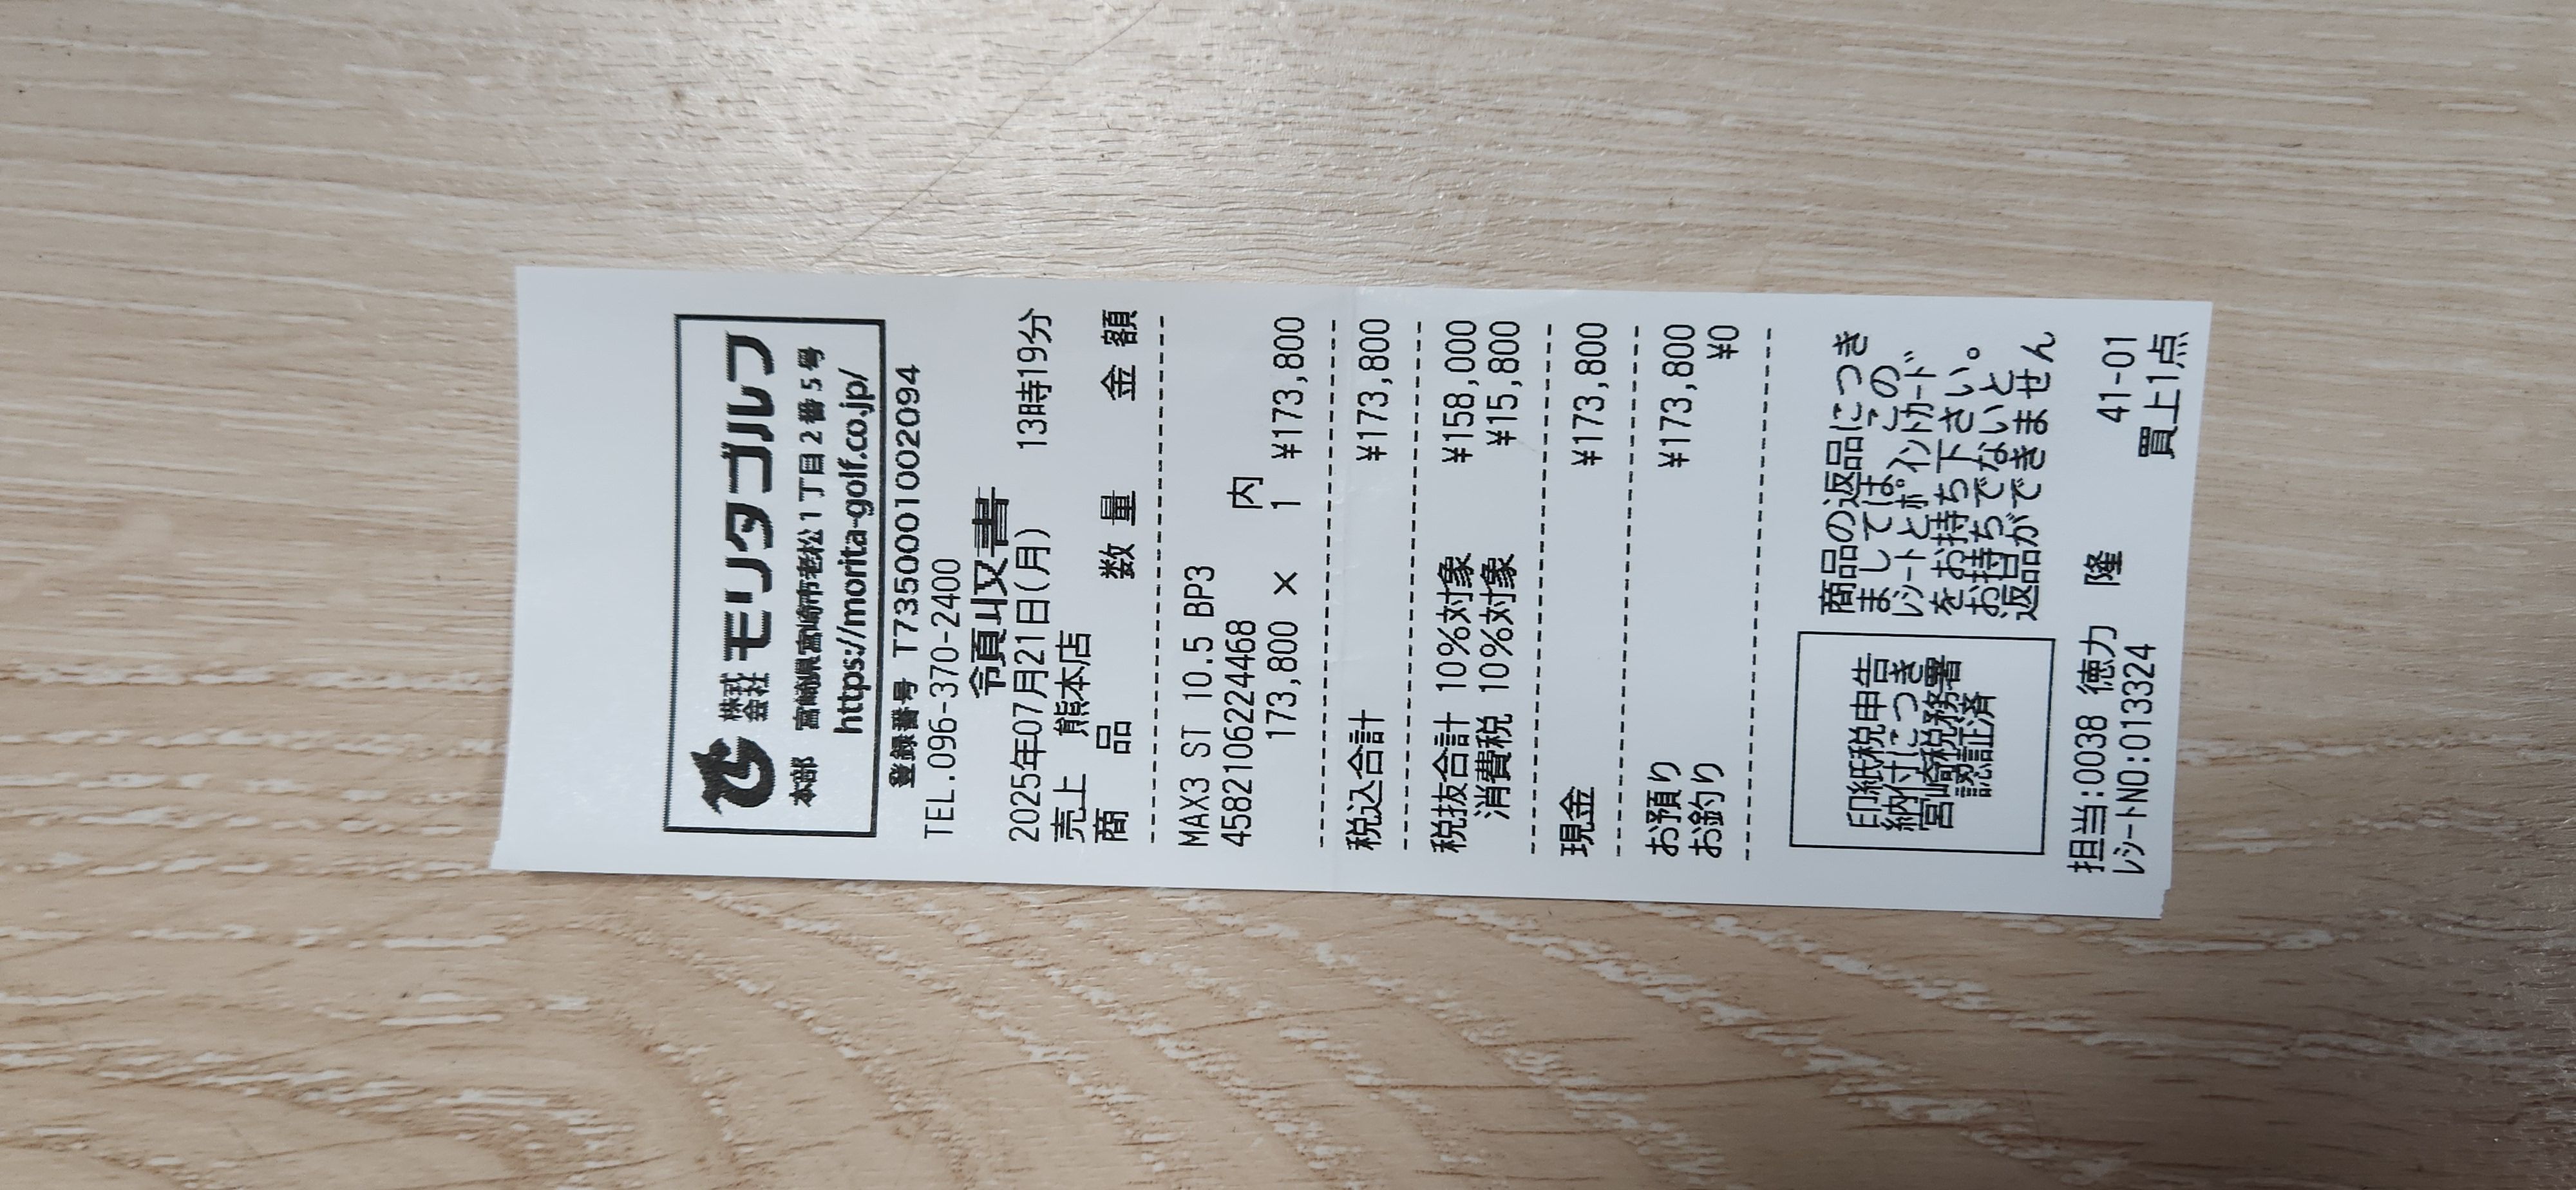 株式会社 モリタゴルフ
本部 宮崎県宮崎市老松1丁目2番5号
https://morita-golf.co.jp/
登録番号 T7350001002094
TEL.096-370-2400
領収書
2025年07月21日(月) 13時19分
売上 熊本店
商 品 数 量 金 額
MAX3 ST 10.5 BP3
4582106224468 内
173,800 × 1 ¥173,800
税込合計 ¥173,800
税抜合計 10%対象 ¥158,000
消費税 10%対象 ¥15,800
現金 ¥173,800
お預り ¥173,800
お釣り ¥0
印紙税申告
納付につき
宮崎税務署
認証済
商品の返品につき
ましては、この
ﾚｼｰﾄとﾎﾟｲﾝﾄｶｰﾄﾞ
をお持ち下さい。
お持ちでないと
返品ができません
担当:0038 徳力 隆 41-01
ﾚｼｰﾄNO:013324 買上1点